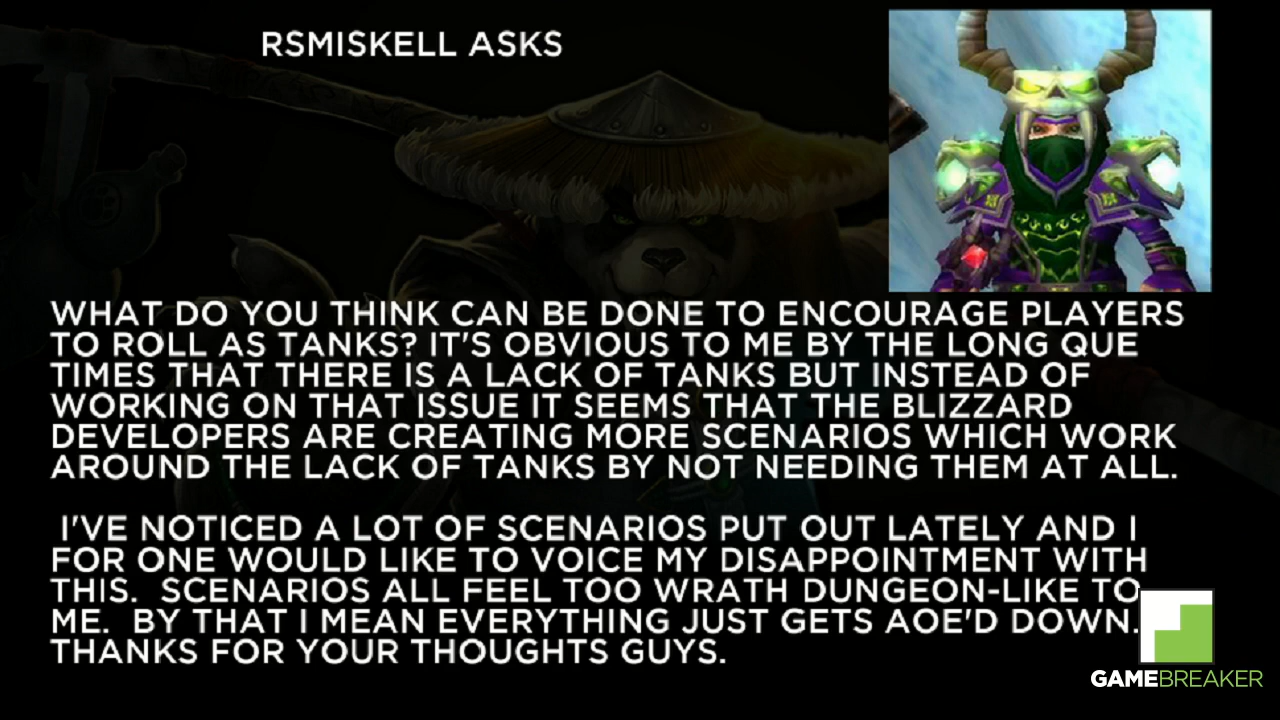 RSMISKELL ASKS
WHAT DO YOU THINK CAN BE DONE TO ENCOURAGE PLAYERS
TO ROLL AS TANKS? IT'S OBVIOUS TO ME BY THE LONG QUE
TIMES THAT THERE IS A LACK OF TANKS BUT INSTEAD OF
WORKING ON THAT ISSUE IT SEEMS THAT THE BLIZZARD
DEVELOPERS ARE CREATING MORE SCENARIOS WHICH WORK
AROUND THE LACK OF TANKS BY NOT NEEDING THEM AT ALL.
I'VE NOTICED A LOT OF SCENARIOS PUT OUT LATELY AND I
FOR ONE WOULD LIKE TO VOICE MY DISAPPOINTMENT WITH
THIS. SCENARIOS ALL FEEL TOO WRATH DUNGEON-LIKE TO
ME. BY THAT I MEAN EVERYTHING JUST GETS AOE'D DOWN.
THANKS FOR YOUR THOUGHTS GUYS.
GAMEBREAKER